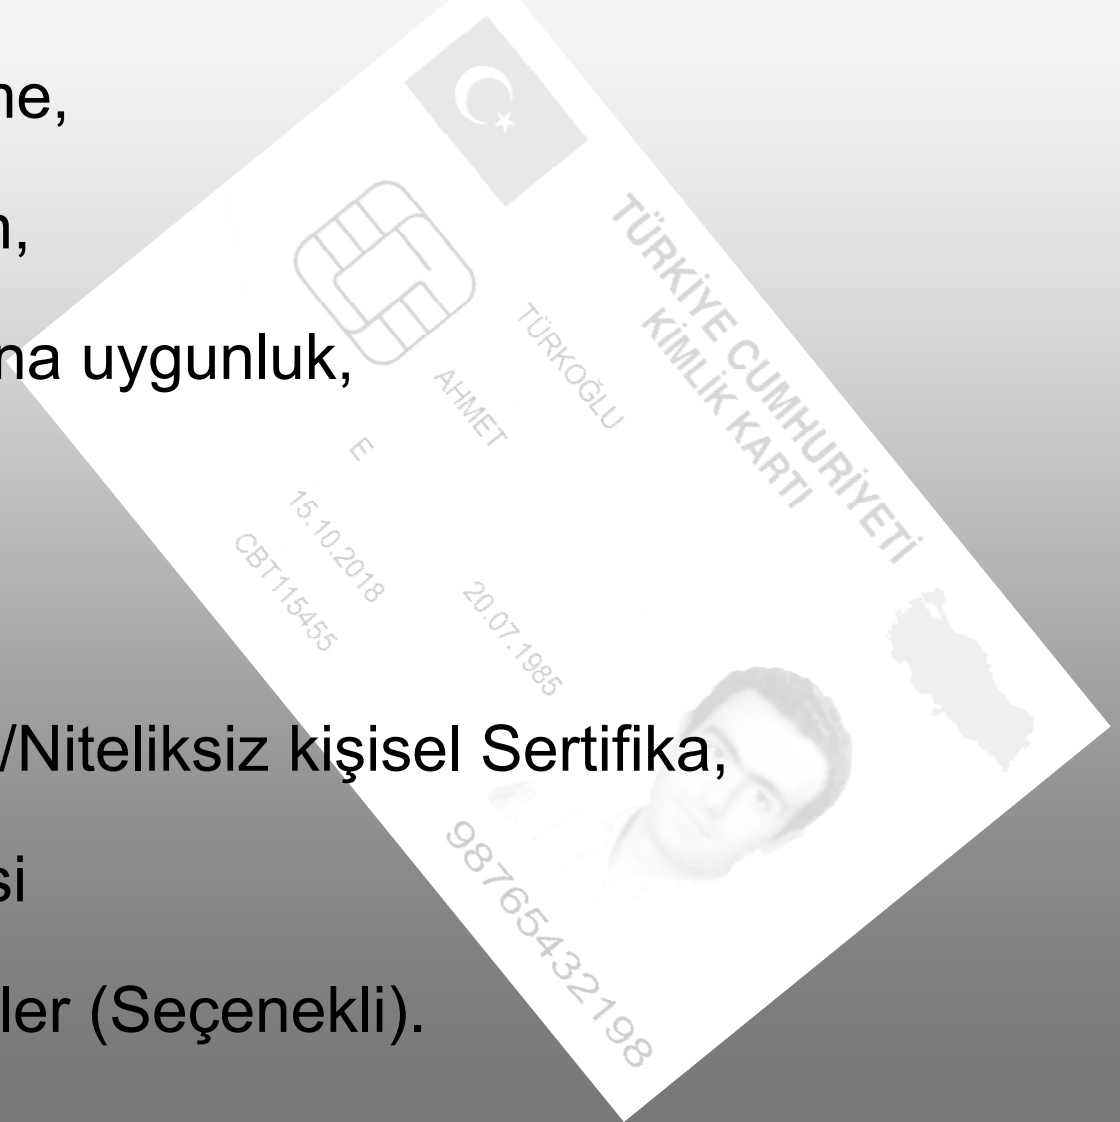 ne,
n,
na uygunluk,
/Niteliksiz kişisel Sertifika,
si
ler (Seçenekli).
TÜRKİYE CUMHURİYETİ
KİMLİK KARTI
TÜRKOĞLU
AHMET
E
20.07.1985
15.10.2018
CBT115455
98765432198